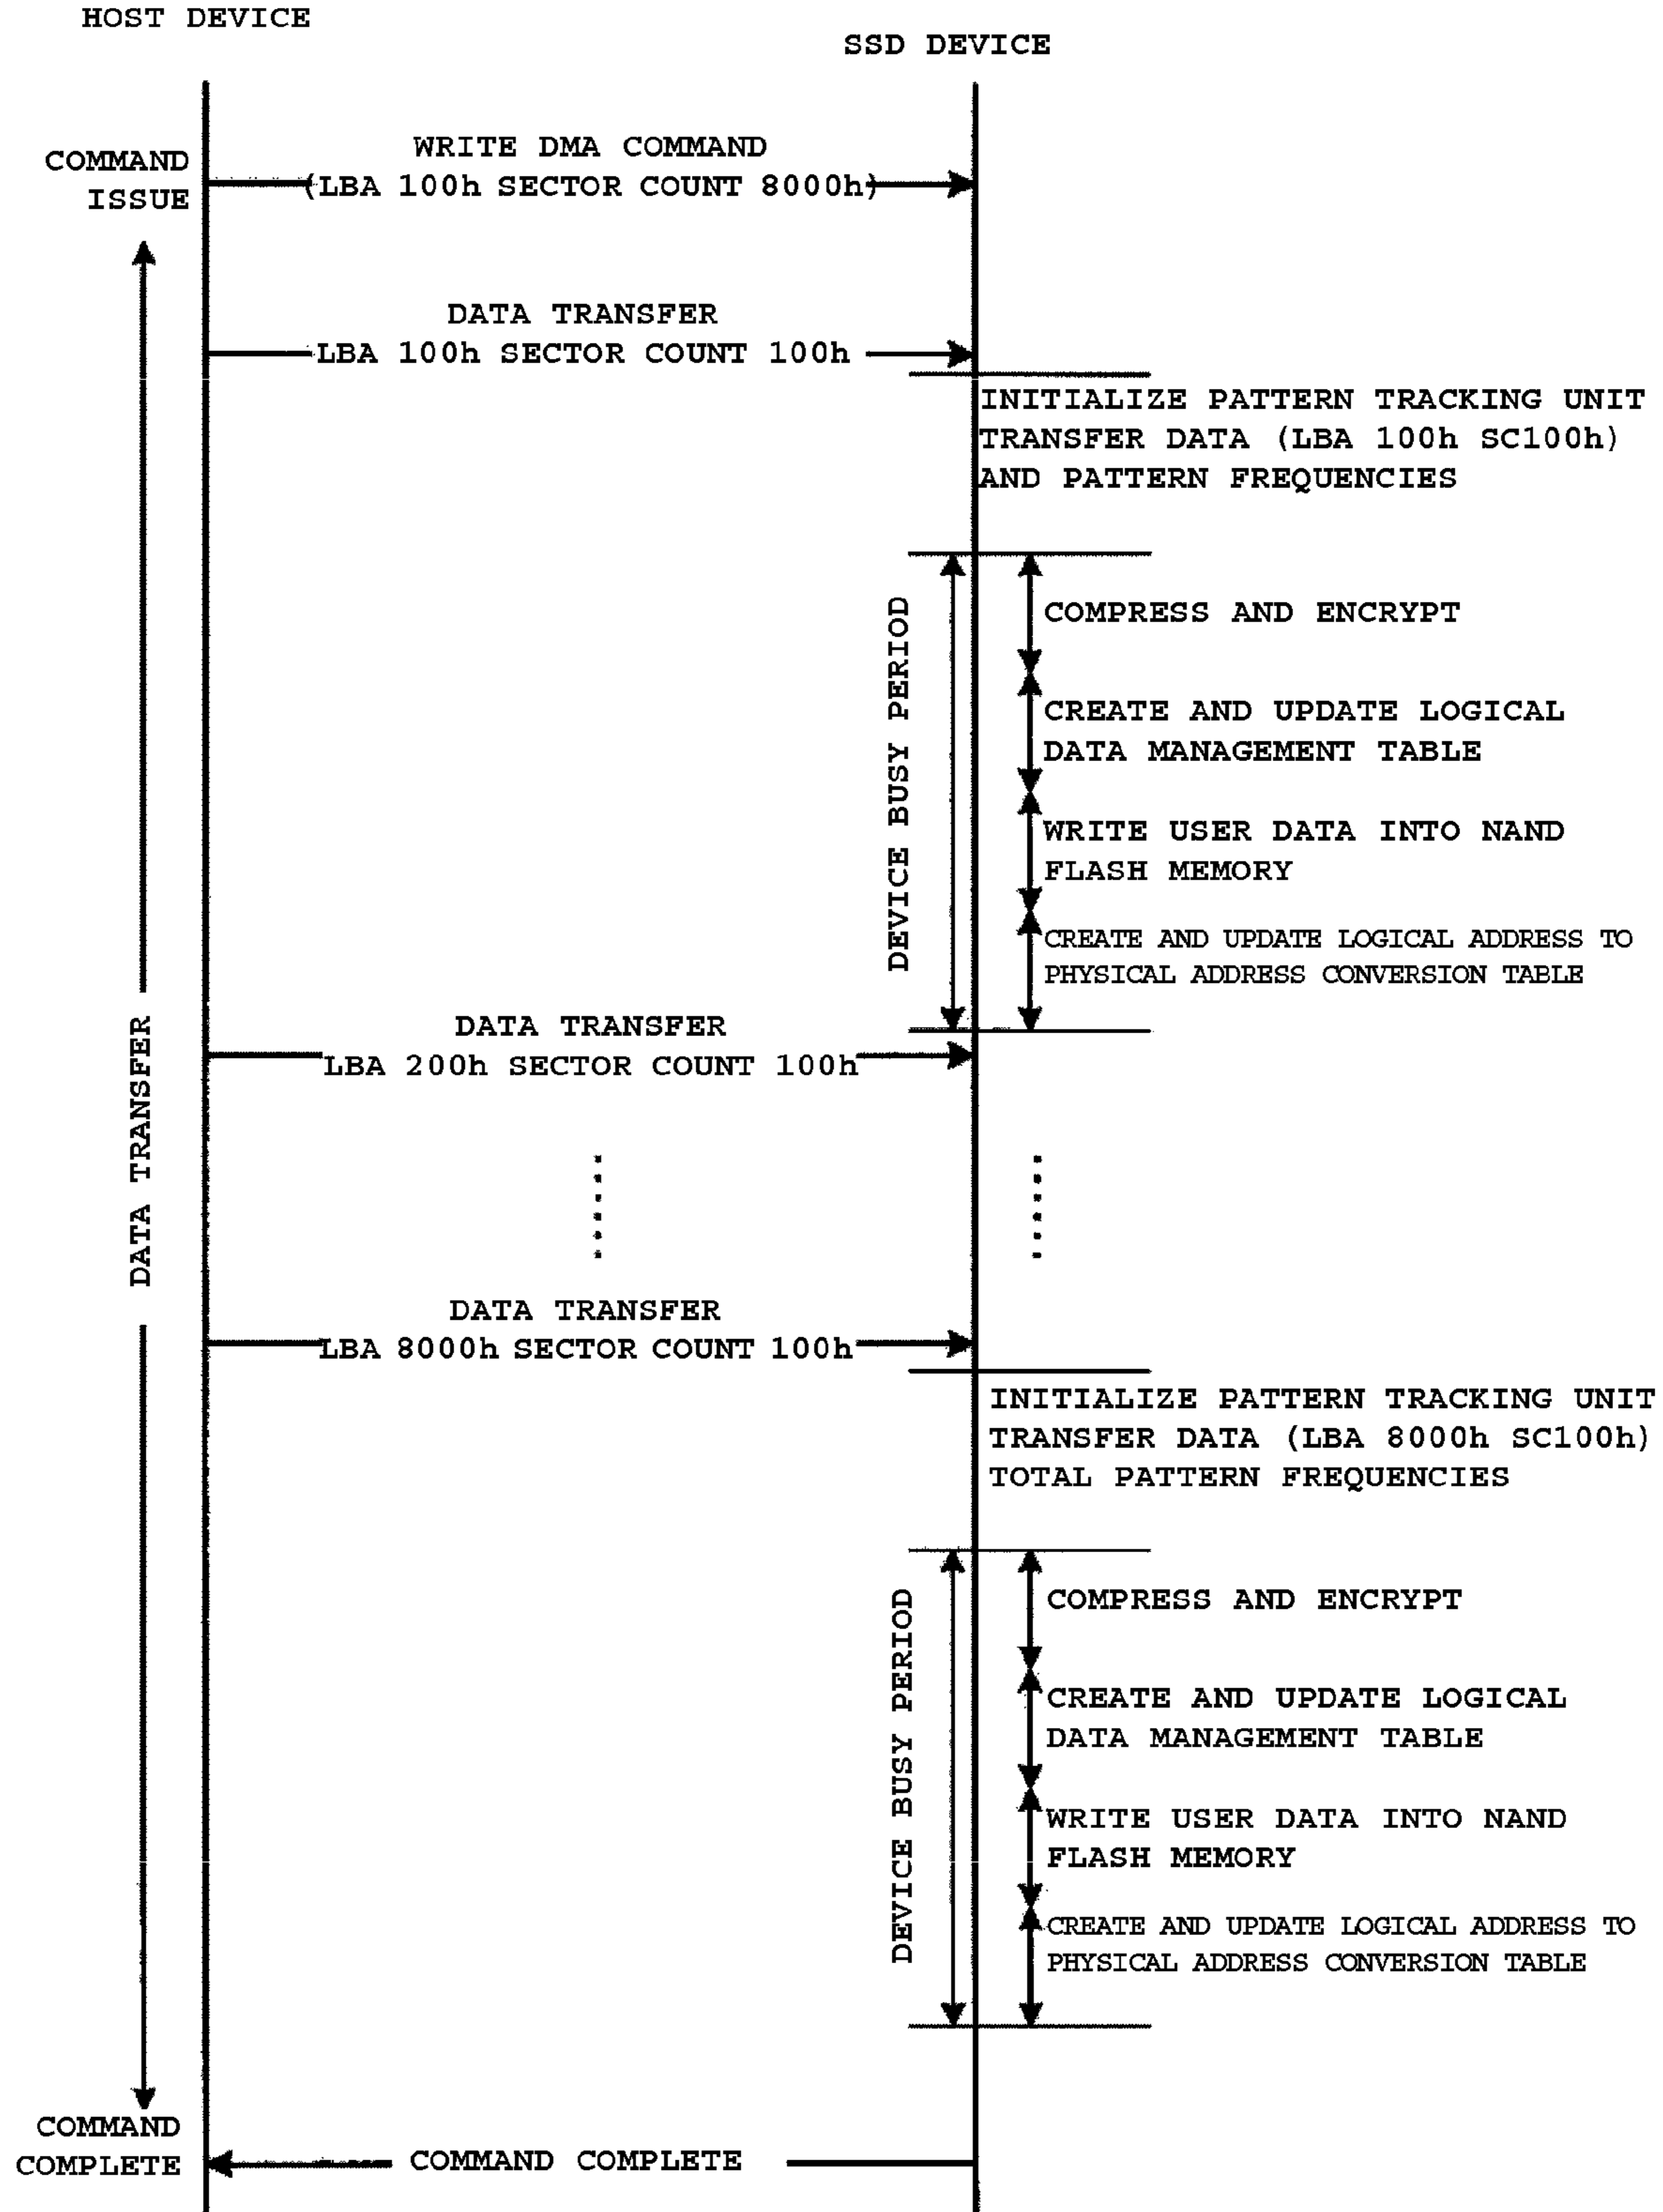 HOST DEVICE
SSD DEVICE
COMMAND
ISSUE
WRITE DMA COMMAND
(LBA 100h SECTOR COUNT 8000h)
DATA TRANSFER
LBA 100h SECTOR COUNT 100h
INITIALIZE PATTERN TRACKING UNIT
TRANSFER DATA (LBA 100h SC100h)
AND PATTERN FREQUENCIES
DEVICE BUSY PERIOD
COMPRESS AND ENCRYPT
CREATE AND UPDATE LOGICAL
DATA MANAGEMENT TABLE
WRITE USER DATA INTO NAND
FLASH MEMORY
CREATE AND UPDATE LOGICAL ADDRESS TO
PHYSICAL ADDRESS CONVERSION TABLE
DATA TRANSFER
DATA TRANSFER
LBA 200h SECTOR COUNT 100h
DATA TRANSFER
LBA 8000h SECTOR COUNT 100h
INITIALIZE PATTERN TRACKING UNIT
TRANSFER DATA (LBA 8000h SC100h)
TOTAL PATTERN FREQUENCIES
DEVICE BUSY PERIOD
COMPRESS AND ENCRYPT
CREATE AND UPDATE LOGICAL
DATA MANAGEMENT TABLE
WRITE USER DATA INTO NAND
FLASH MEMORY
CREATE AND UPDATE LOGICAL ADDRESS TO
PHYSICAL ADDRESS CONVERSION TABLE
COMMAND
COMPLETE
COMMAND COMPLETE